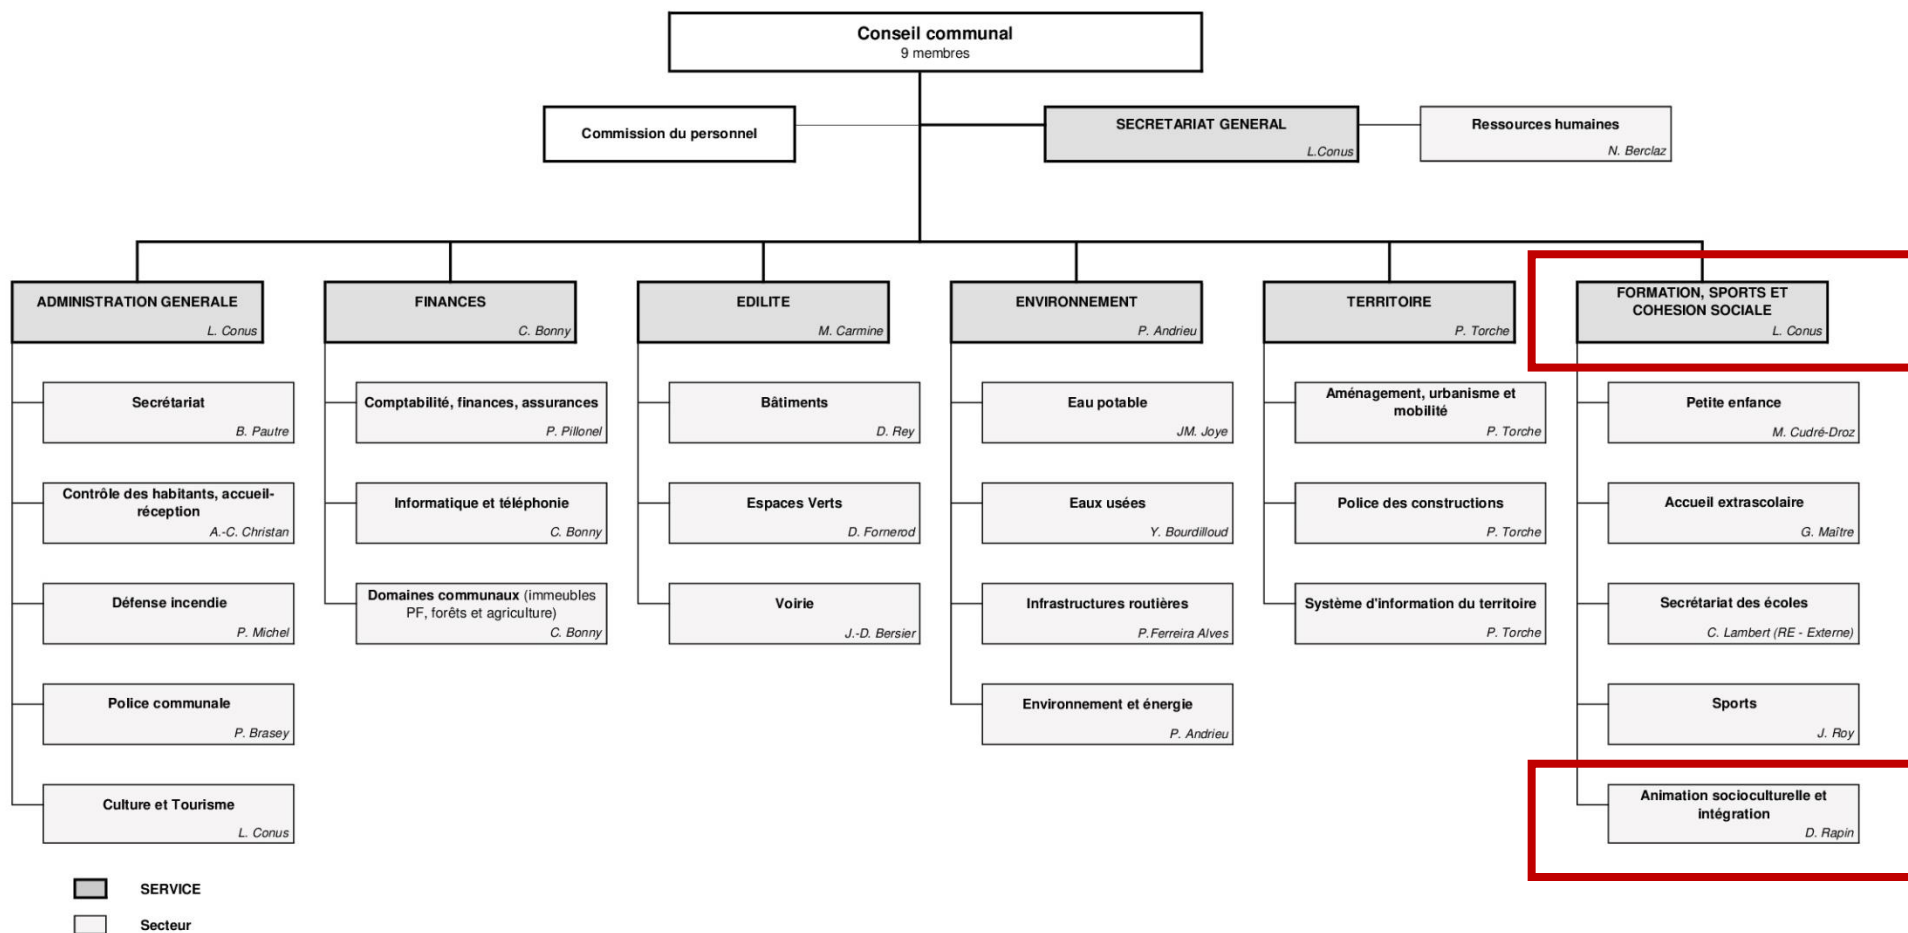 Conseil communal
9 membres
Commission du personnel
SECRETARIAT GENERAL
L.Conus
Ressources humaines
N. Berclaz
ADMINISTRATION GENERALE
L. Conus
Secrétariat
B. Pautre
Contrôle des habitants, accueil-
réception
A.-C. Christan
Défense incendie
P. Michel
Police communale
P. Brasey
Culture et Tourisme
L. Conus
FINANCES
C. Bonny
Comptabilité, finances, assurances
P. Pillonel
Informatique et téléphonie
C. Bonny
Domaines communaux (immeubles
PF, forêts et agriculture)
C. Bonny
EDILITE
M. Carmine
Bâtiments
D. Rey
Espaces Verts
D. Fornerod
Voirie
J.-D. Bersier
ENVIRONNEMENT
P. Andrieu
Eau potable
JM. Joye
Eaux usées
Y. Bourdilloud
Infrastructures routières
P.Ferreira Alves
Environnement et énergie
P. Andrieu
TERRITOIRE
P. Torche
Aménagement, urbanisme et
mobilité
P. Torche
Police des constructions
P. Torche
Système d'information du territoire
P. Torche
FORMATION, SPORTS ET
COHESION SOCIALE
L. Conus
Petite enfance
M. Cudré-Droz
Accueil extrascolaire
G. Maître
Secrétariat des écoles
C. Lambert (RE - Externe)
Sports
J. Roy
Animation socioculturelle et
intégration
D. Rapin
SERVICE
Secteur